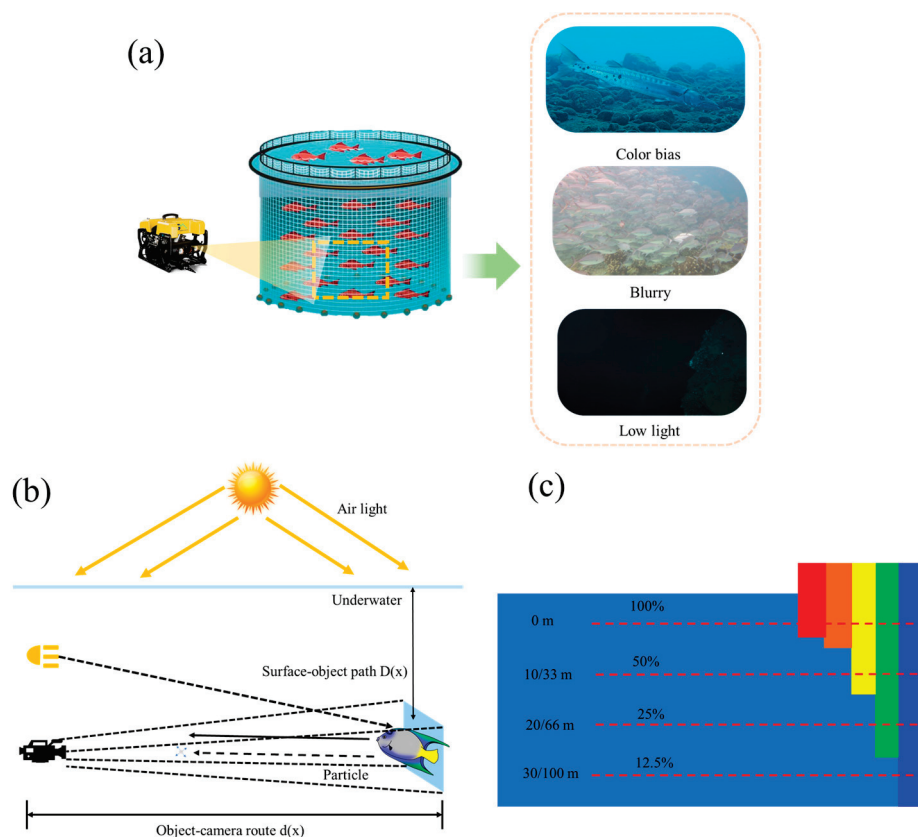 (a)
Color bias
Blurry
Low light
(b)
Air light
Underwater
Surface-object path D(x)
Particle
Object-camera route d(x)
(c)
0 m
100%
10/33 m
50%
20/66 m
25%
30/100 m
12.5%